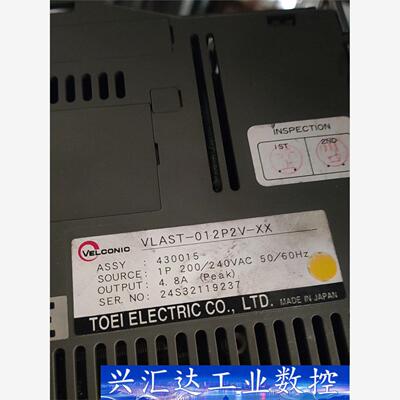 INSPECTION
1ST
2ND
VELCONIC
VLAST-012P2V-XX
ASSY : 430015
SOURCE: 1P 200/240VAC 50/60Hz
OUTPUT: 4.8A (Peak)
SER. NO: 24S32119237
TOEI ELECTRIC CO., LTD. MADE IN JAPAN
兴汇达工业数控